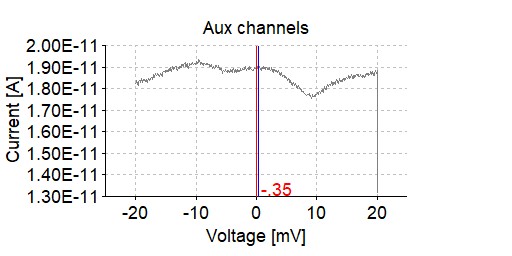 Aux channels
Current [A]
2.00E-11
1.90E-11
1.80E-11
1.70E-11
1.60E-11
1.50E-11
1.40E-11
1.30E-11
-.35
-20 -10 0 10 20
Voltage [mV]